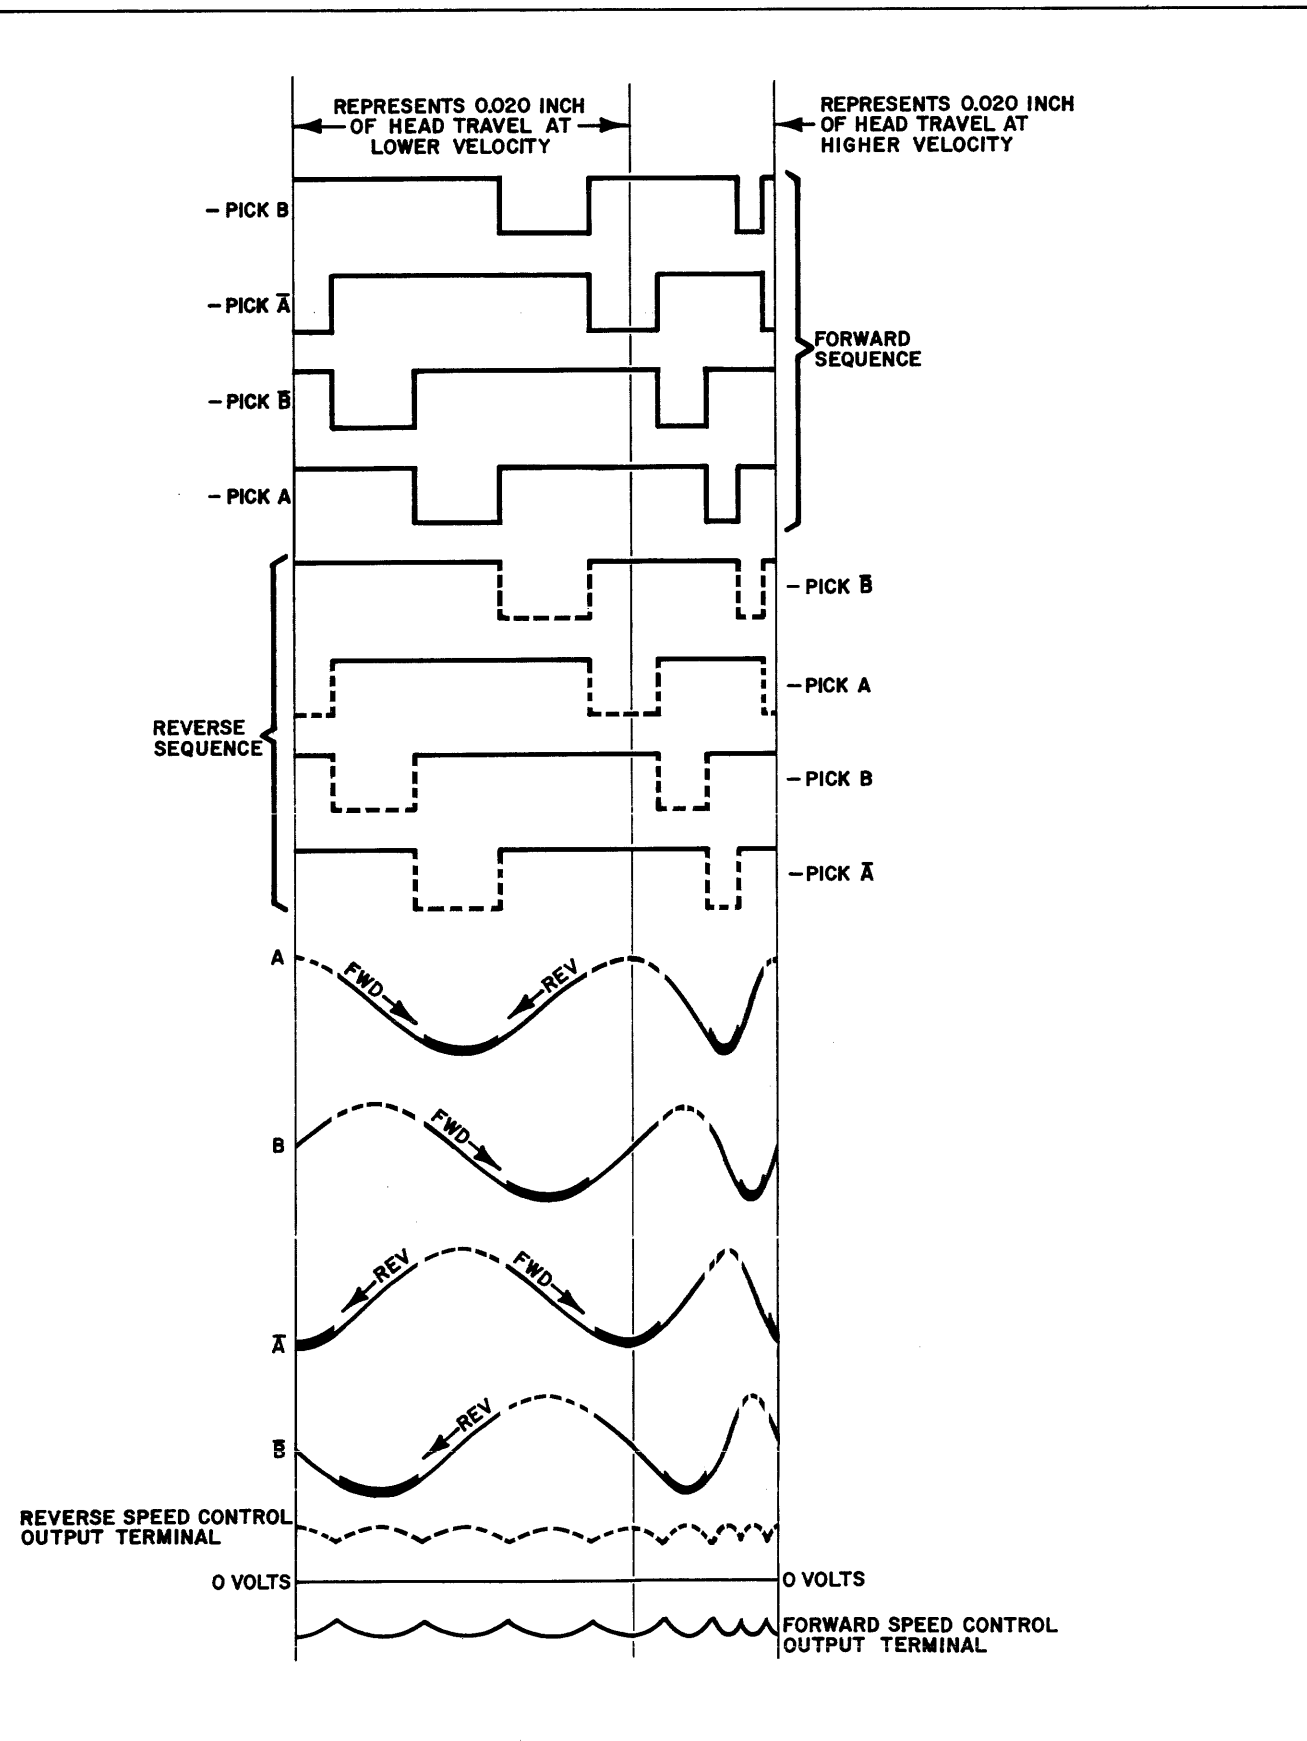 REPRESENTS 0.020 INCH
OF HEAD TRAVEL AT
LOWER VELOCITY
REPRESENTS 0.020 INCH
OF HEAD TRAVEL AT
HIGHER VELOCITY
– PICK B
– PICK A̅
– PICK B̅
– PICK A
FORWARD
SEQUENCE
– PICK B̅
– PICK A
– PICK B
– PICK A̅
REVERSE
SEQUENCE
A
FWD
REV
B
FWD
A̅
REV
FWD
B̅
REV
REVERSE SPEED CONTROL
OUTPUT TERMINAL
0 VOLTS
0 VOLTS
FORWARD SPEED CONTROL
OUTPUT TERMINAL